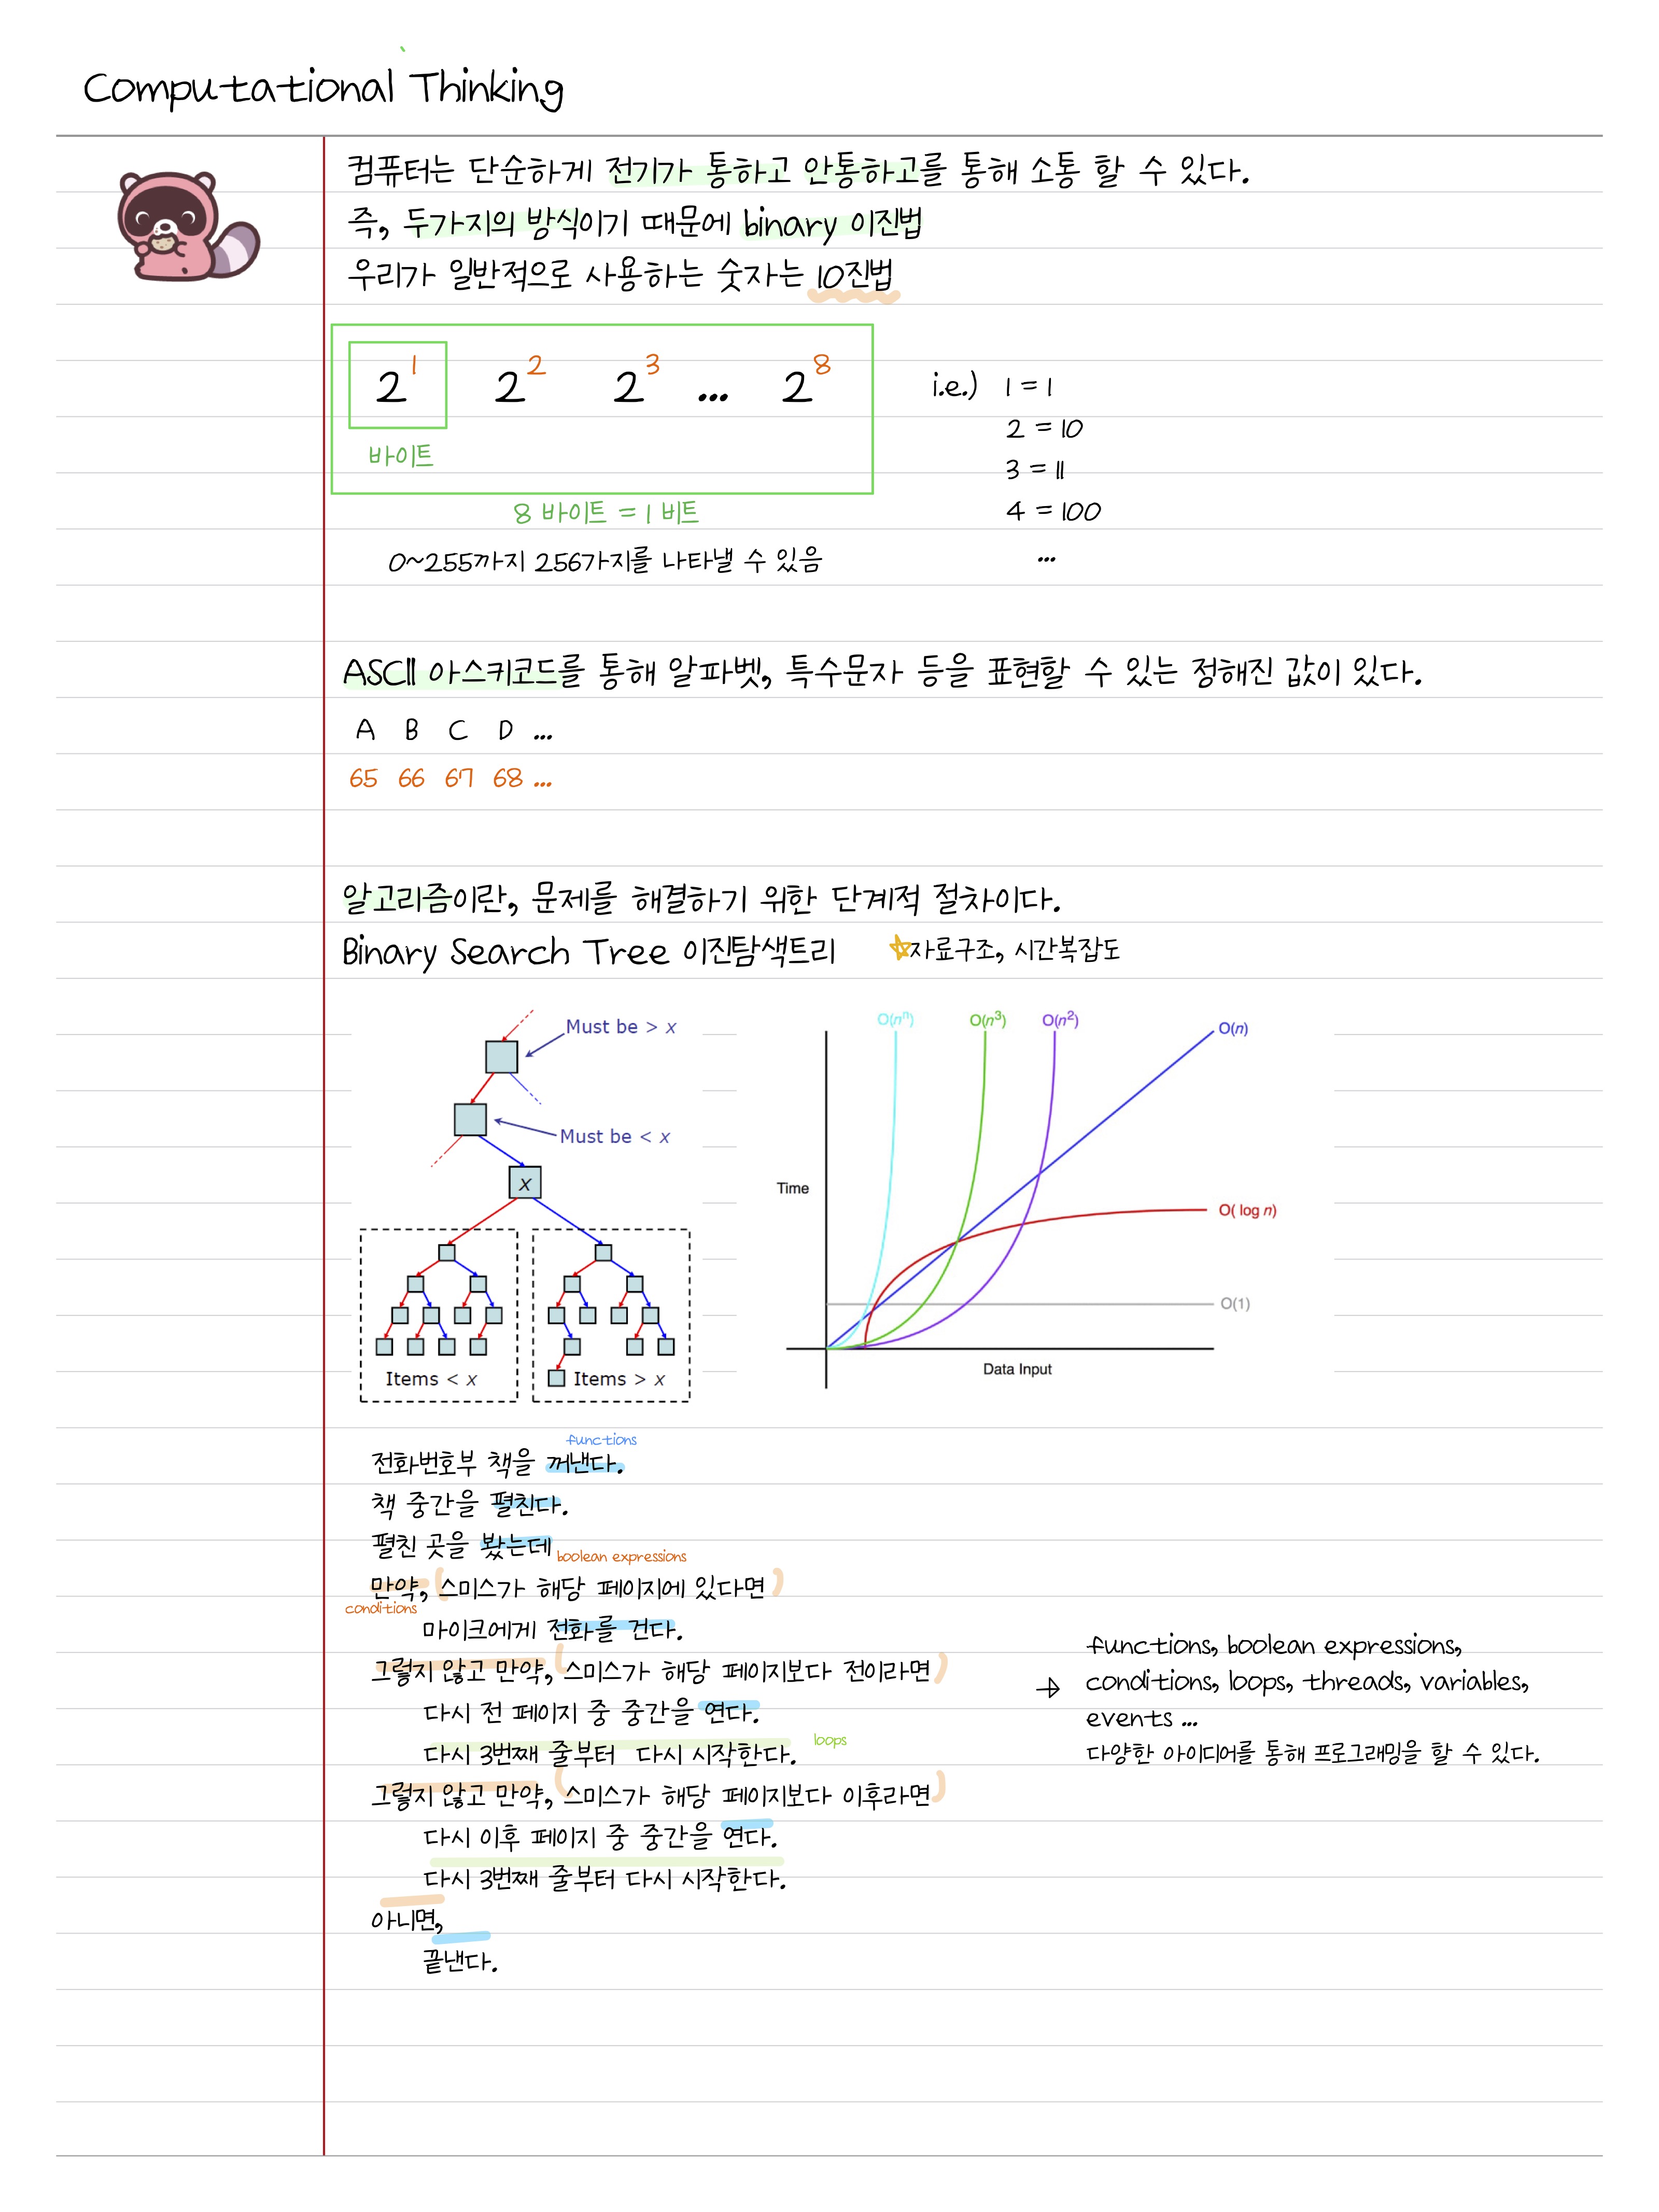 Computational Thinking
컴퓨터는 단순하게 전기가 통하고 안통하고를 통해 소통 할 수 있다.
즉, 두가지의 방식이기 때문에 binary 이진법
우리가 일반적으로 사용하는 숫자는 10진법
2^1 2^2 2^3 ... 2^8
바이트
8 바이트 = 1 비트
0~255까지 256가지를 나타낼 수 있음
i.e.) 1 = 1
2 = 10
3 = 11
4 = 100
...
ASCII 아스키코드를 통해 알파벳, 특수문자 등을 표현할 수 있는 정해진 값이 있다.
A B C D ...
65 66 67 68 ...
알고리즘이란, 문제를 해결하기 위한 단계적 절차이다.
Binary Search Tree 이진탐색트리 ☆자료구조, 시간복잡도
Must be > x
Must be < x
x
Items < x
Items > x
O(n^n) O(n^3) O(n^2) O(n)
Time
O( log n)
O(1)
Data Input
functions
전화번호부 책을 꺼낸다.
책 중간을 펼친다.
펼친 곳을 봤는데
boolean expressions
만약, (스미스가 해당 페이지에 있다면)
conditions
마이크에게 전화를 건다.
그렇지 않고 만약, (스미스가 해당 페이지보다 전이라면)
다시 전 페이지 중 중간을 연다.
다시 3번째 줄부터 다시 시작한다. loops
그렇지 않고 만약, (스미스가 해당 페이지보다 이후라면)
다시 이후 페이지 중 중간을 연다.
다시 3번째 줄부터 다시 시작한다.
아니면,
끝낸다.
functions, boolean expressions,
→ conditions, loops, threads, variables,
events ...
다양한 아이디어를 통해 프로그래밍을 할 수 있다.